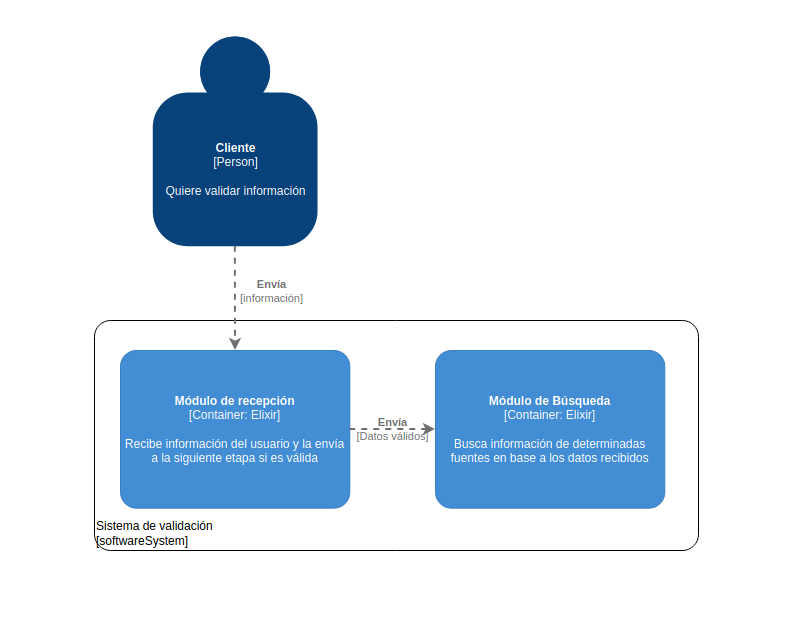 Cliente
[Person]
Quiere validar información
Envía
[información]
Módulo de recepción
[Container: Elixir]
Recibe información del usuario y la envía
a la siguiente etapa si es válida
Envía
[Datos válidos]
Módulo de Búsqueda
[Container: Elixir]
Busca información de determinadas
fuentes en base a los datos recibidos
Sistema de validación
[softwareSystem]